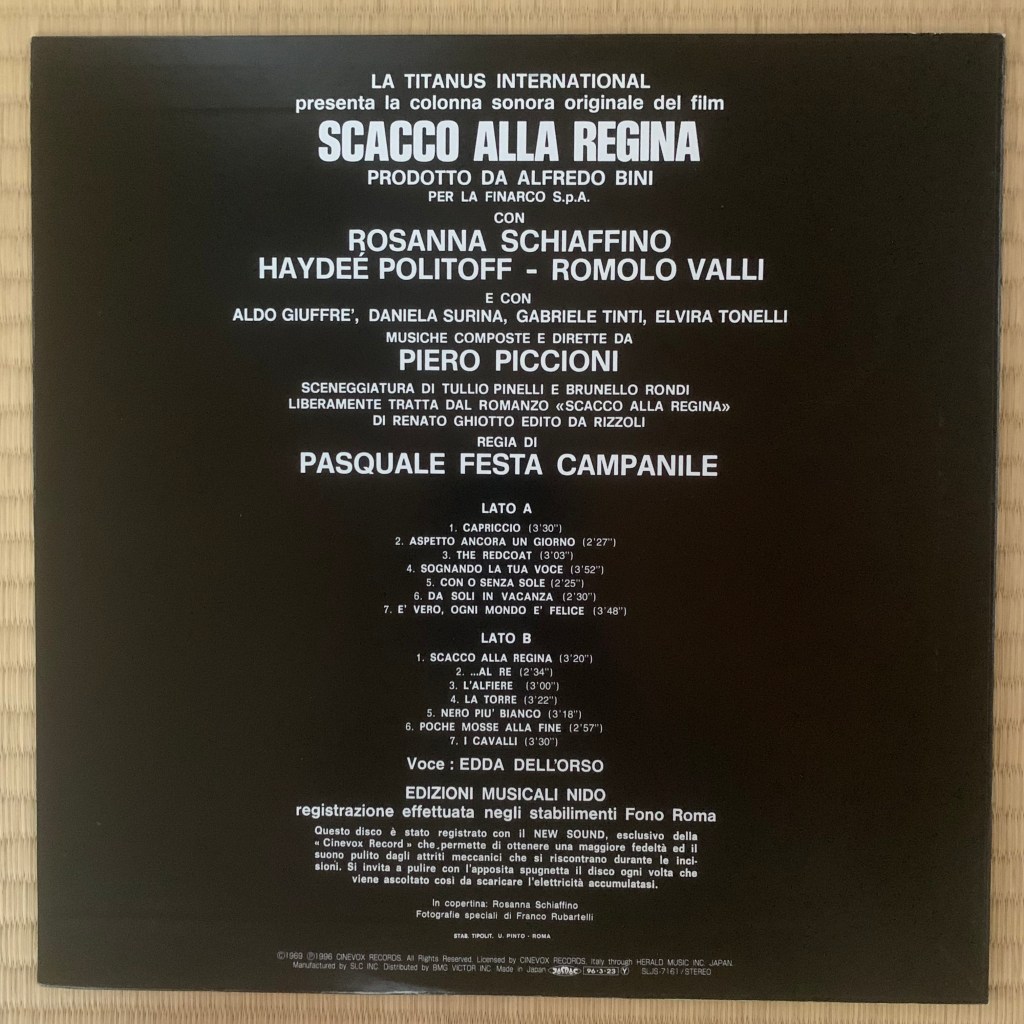 LA TITANUS INTERNATIONAL
presenta la colonna sonora originale del film
SCACCO ALLA REGINA
PRODOTTO DA ALFREDO BINI
PER LA FINARCO S.p.A.
CON
ROSANNA SCHIAFFINO
HAYDEÉ POLITOFF - ROMOLO VALLI
E CON
ALDO GIUFFRE', DANIELA SURINA, GABRIELE TINTI, ELVIRA TONELLI
MUSICHE COMPOSTE E DIRETTE DA
PIERO PICCIONI
SCENEGGIATURA DI TULLIO PINELLI E BRUNELLO RONDI
LIBERAMENTE TRATTA DAL ROMANZO «SCACCO ALLA REGINA»
DI RENATO GHIOTTO EDITO DA RIZZOLI
REGIA DI
PASQUALE FESTA CAMPANILE
LATO A
1. CAPRICCIO (3'30")
2. ASPETTO ANCORA UN GIORNO (2'27")
3. THE REDCOAT (3'03")
4. SOGNANDO LA TUA VOCE (3'52")
5. CON O SENZA SOLE (2'25")
6. DA SOLI IN VACANZA (2'30")
7. E' VERO, OGNI MONDO E' FELICE (3'48")
LATO B
1. SCACCO ALLA REGINA (3'20")
2. ...AL RE (2'34")
3. L'ALFIERE (3'00")
4. LA TORRE (3'22")
5. NERO PIU' BIANCO (3'18")
6. POCHE MOSSE ALLA FINE (2'57")
7. I CAVALLI (3'30")
Voce : EDDA DELL'ORSO
EDIZIONI MUSICALI NIDO
registrazione effettuata negli stabilimenti Fono Roma
Questo disco è stato registrato con il NEW SOUND, esclusivo della
« Cinevox Record » che permette di ottenere una maggiore fedeltà ed il
suono pulito dagli attriti meccanici che si riscontrano durante le inci-
sioni. Si invita a pulire con l'apposita spugnetta il disco ogni volta che
viene ascoltato così da scaricare l'elettricità accumulatasi.
In copertina: Rosanna Schiaffino
Fotografie speciali di Franco Rubartelli
STAB. TIPOLIT. U. PINTO - ROMA
©1969 ℗1996 CINEVOX RECORDS. All Rights Reserved. Licensed by CINEVOX RECORDS. Italy through HERALD MUSIC INC. JAPAN.
Manufactured by SLC INC. Distributed by BMG VICTOR INC. Made in Japan 96・3・23 Y SLJS-7161/STEREO